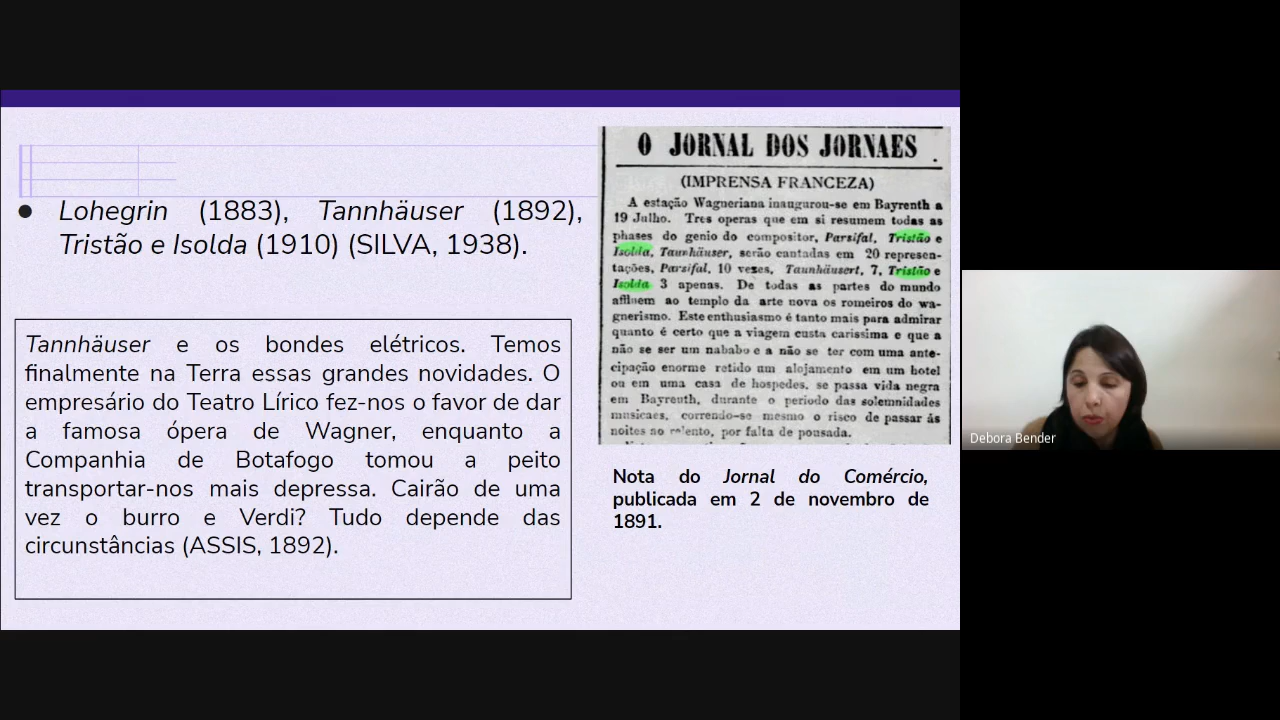 ● Lohegrin (1883), Tannhäuser (1892),
Tristão e Isolda (1910) (SILVA, 1938).
Tannhäuser e os bondes elétricos. Temos
finalmente na Terra essas grandes novidades. O
empresário do Teatro Lírico fez-nos o favor de dar
a famosa ópera de Wagner, enquanto a
Companhia de Botafogo tomou a peito
transportar-nos mais depressa. Cairão de uma
vez o burro e Verdi? Tudo depende das
circunstâncias (ASSIS, 1892).
O JORNAL DOS JORNAES.
(IMPRENSA FRANCEZA)
A estação Wagneriana inaugurou-se em Bayrenth a
19 Julho. Tres operas que em si resumem todas as
phases do genio do compositor, Parsifal, Tristão e
Isolda, Taunhäuser, serão cantadas em 20 represen-
tações, Parsifal, 10 vezes, Taunhäusert, 7, Tristão e
Isolda 3 apenas. De todas as partes do mundo
affluem ao templo da arte nova os romeiros do wa-
gnerismo. Este enthusiasmo é tanto mais para admirar
quanto é certo que a viagem custa carissima e que a
não se ser um nababo e a não se ter com uma ante-
cipação enorme retido um alojamento em um hotel
ou em uma casa de hospedes, se passa vida negra
em Bayreuth, durante o periodo das solemnidades
musicaes, correndo-se mesmo o risco de passar ás
noites ao relento, por falta de pousada.
Nota do Jornal do Comércio,
publicada em 2 de novembro de
1891.
Debora Bender